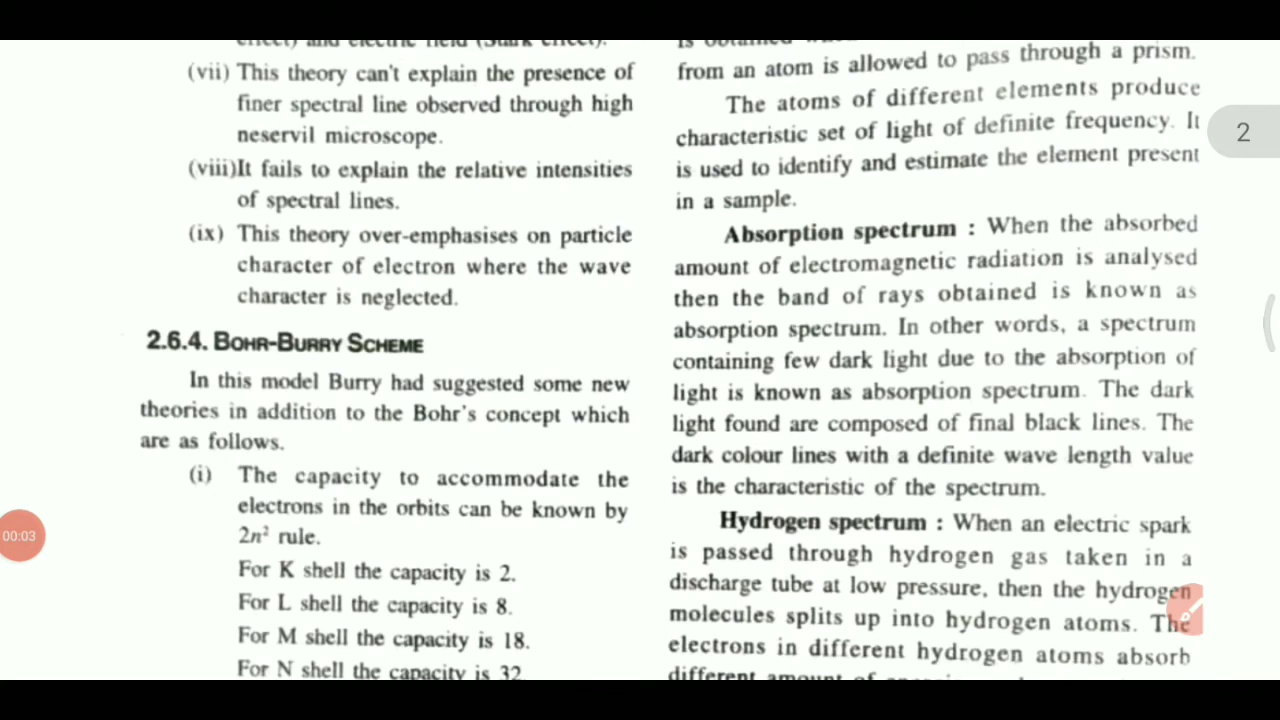 effect) and electric field (Stark effect).
(vii) This theory can't explain the presence of
finer spectral line observed through high
neservil microscope.
(viii)It fails to explain the relative intensities
of spectral lines.
(ix) This theory over-emphasises on particle
character of electron where the wave
character is neglected.
2.6.4. BOHR-BURRY SCHEME
In this model Burry had suggested some new
theories in addition to the Bohr's concept which
are as follows.
(i) The capacity to accommodate the
electrons in the orbits can be known by
2n² rule.
For K shell the capacity is 2.
For L shell the capacity is 8.
For M shell the capacity is 18.
For N shell the capacity is 32
is obtained
from an atom is allowed to pass through a prism.
The atoms of different elements produce
characteristic set of light of definite frequency. It
is used to identify and estimate the element present
in a sample.
Absorption spectrum : When the absorbed
amount of electromagnetic radiation is analysed
then the band of rays obtained is known as
absorption spectrum. In other words, a spectrum
containing few dark light due to the absorption of
light is known as absorption spectrum. The dark
light found are composed of final black lines. The
dark colour lines with a definite wave length value
is the characteristic of the spectrum.
Hydrogen spectrum : When an electric spark
is passed through hydrogen gas taken in a
discharge tube at low pressure, then the hydrogen
molecules splits up into hydrogen atoms. The
electrons in different hydrogen atoms absorb
different amount of
2
00:03